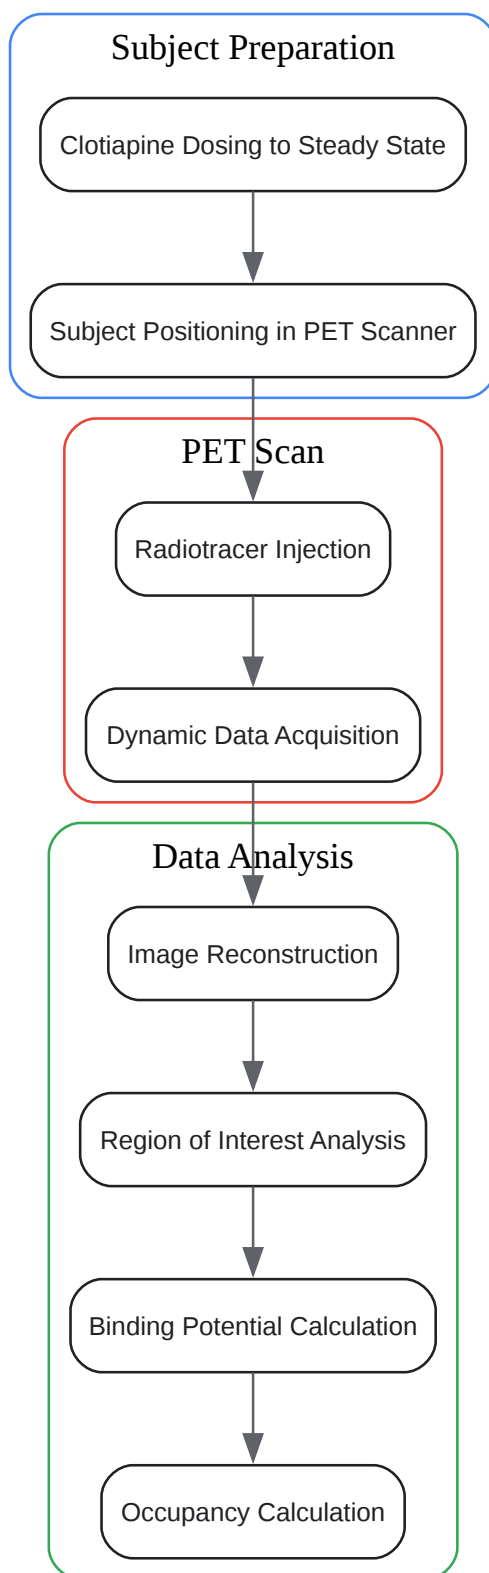 Subject Preparation
Clotiapine Dosing to Steady State
Subject Positioning in PET Scanner
PET Scan
Radiotracer Injection
Dynamic Data Acquisition
Data Analysis
Image Reconstruction
Region of Interest Analysis
Binding Potential Calculation
Occupancy Calculation